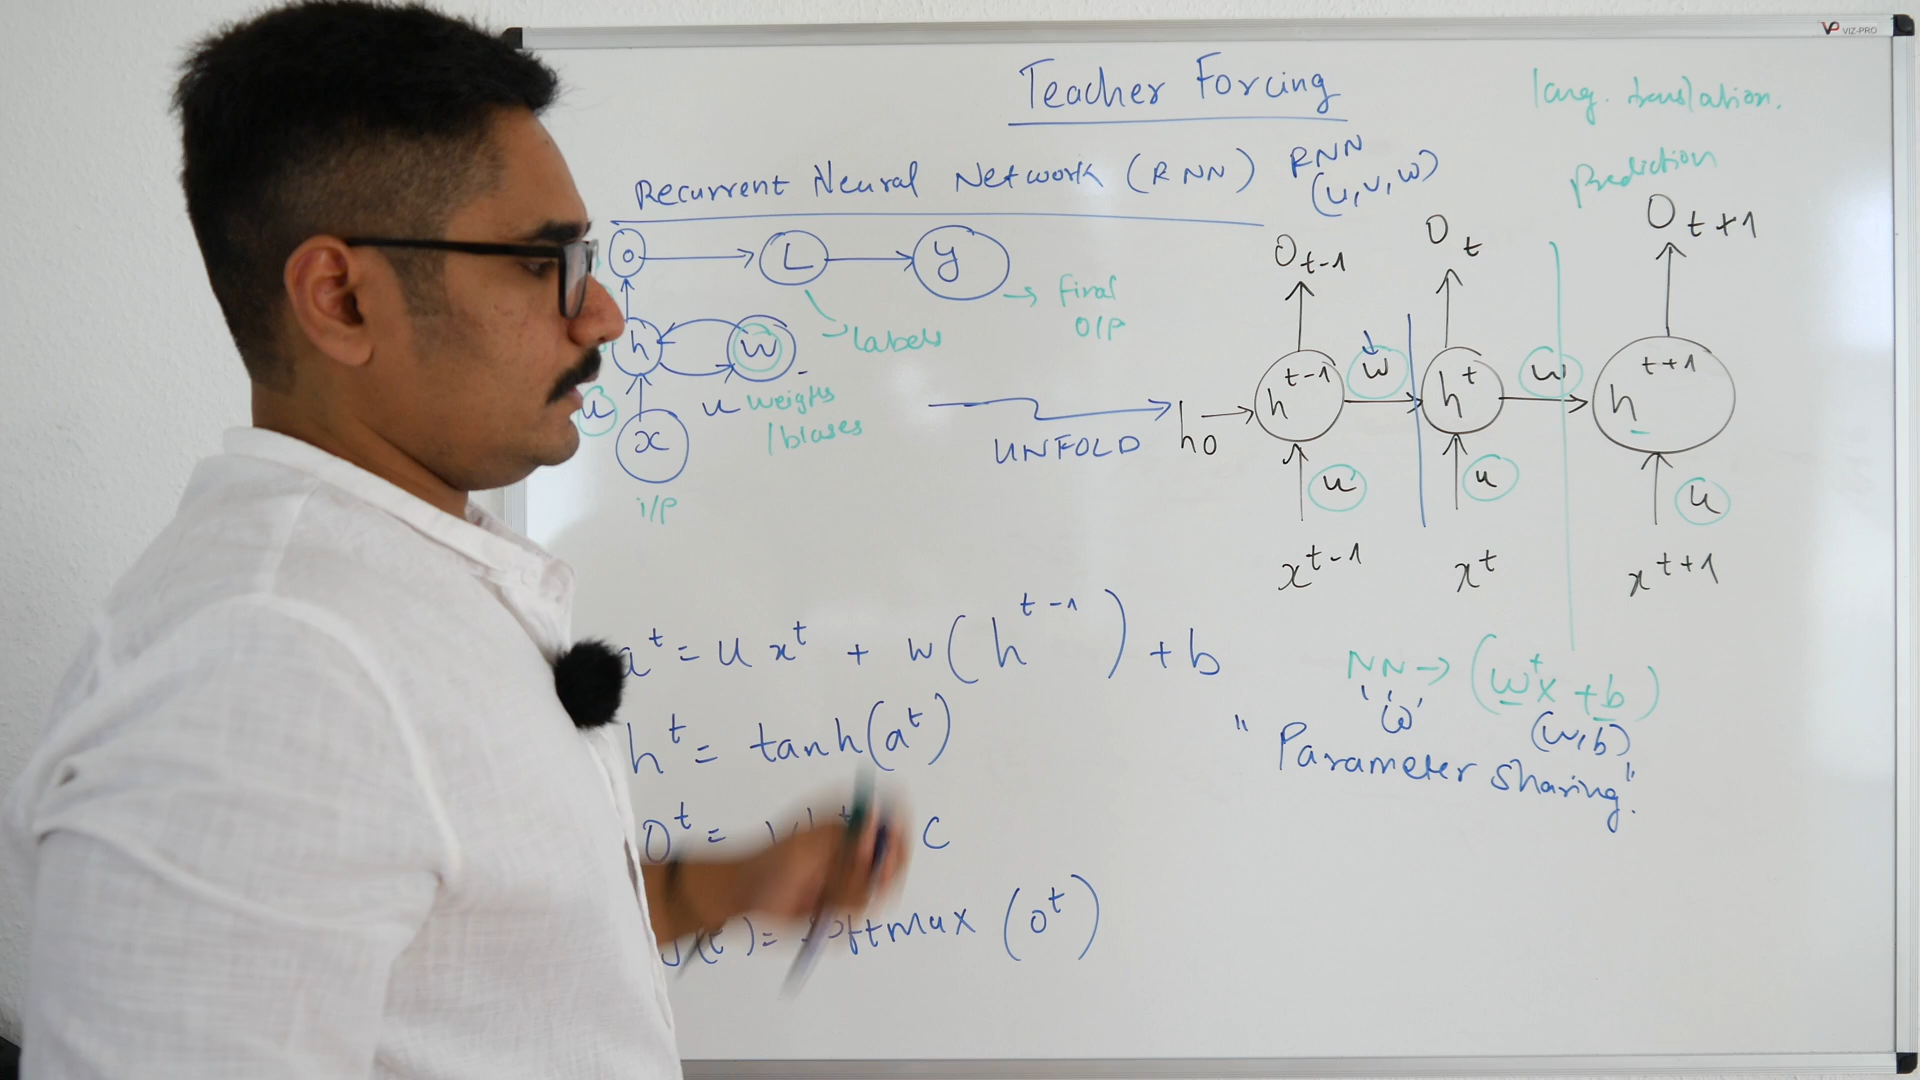 VP VIZ-PRO
Teacher Forcing
lang. translation.
Recurrent Neural Network (RNN)
RNN
(u, v, w)
Prediction
o → L → y
→ final
O/P
labels
h
w
u
u
weigths
/biases
x
i/p
UNFOLD
O t-1
O t
O t+1
h0 → h t-1
w
h t
w
h t+1
u
u
u
x t-1
x t
x t+1
a^t = u x^t + w(h^t-1) + b
NN → (w^t x + b)
'w'
(w,b)
h^t = tanh(a^t)
"Parameter sharing".
O^t =
c
(t) = softmax (o^t)